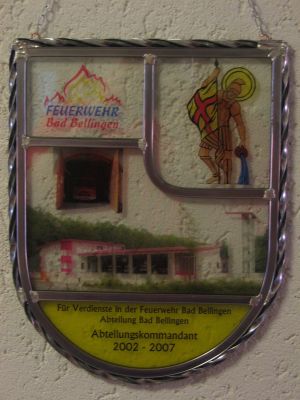 FEUERWEHR
Bad Bellingen
Für Verdienste in der Feuerwehr Bad Bellingen
Abteilung Bad Bellingen
Abteilungskommandant
2002 - 2007